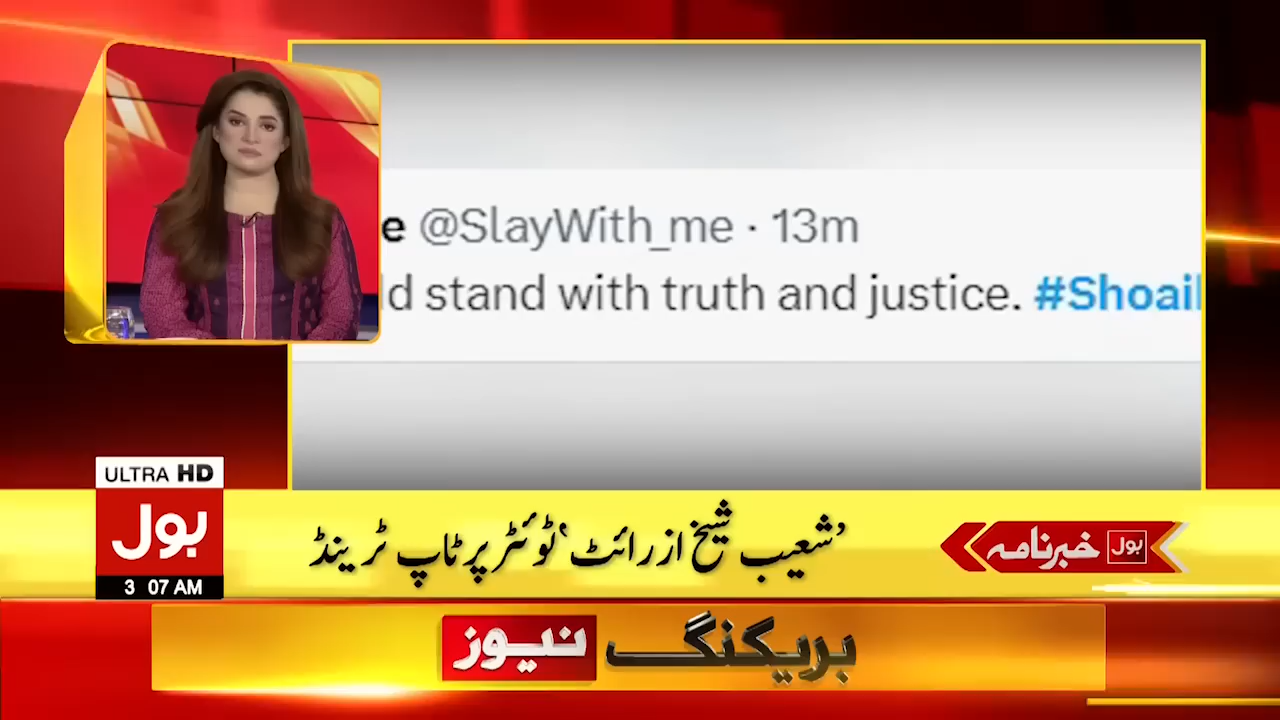 e @SlayWith_me · 13m
ld stand with truth and justice. #Shoail
ULTRA HD
بول
3 07 AM
’شعیب شیخ از رائٹ‘ ٹوئٹر پر ٹاپ ٹرینڈ
بول خبرنامہ
بریکنگ نیوز